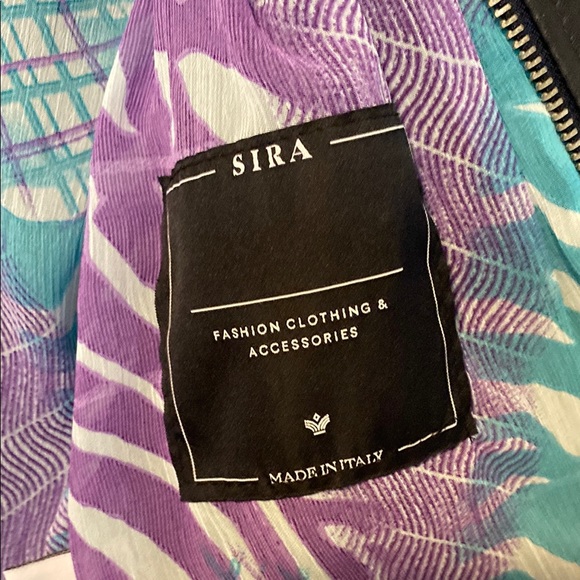 SIRA
FASHION CLOTHING &
ACCESSORIES
MADE IN ITALY